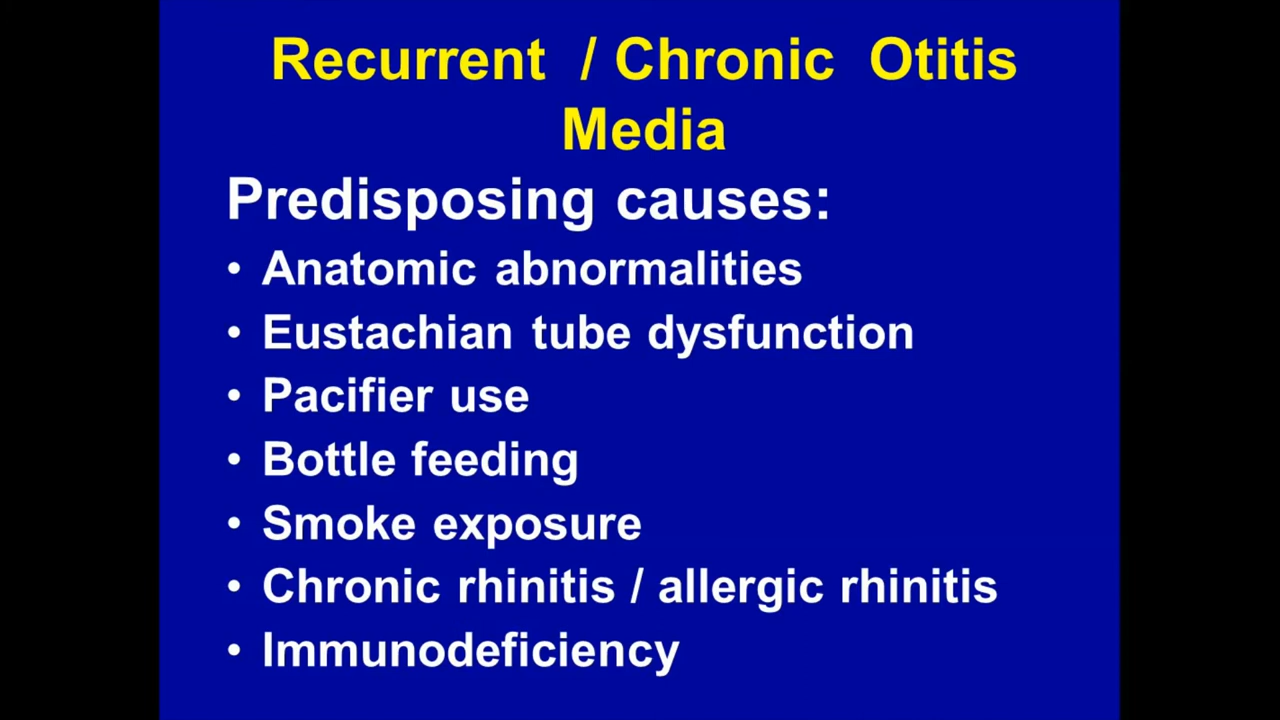 Recurrent / Chronic Otitis
Media
Predisposing causes:
• Anatomic abnormalities
• Eustachian tube dysfunction
• Pacifier use
• Bottle feeding
• Smoke exposure
• Chronic rhinitis / allergic rhinitis
• Immunodeficiency